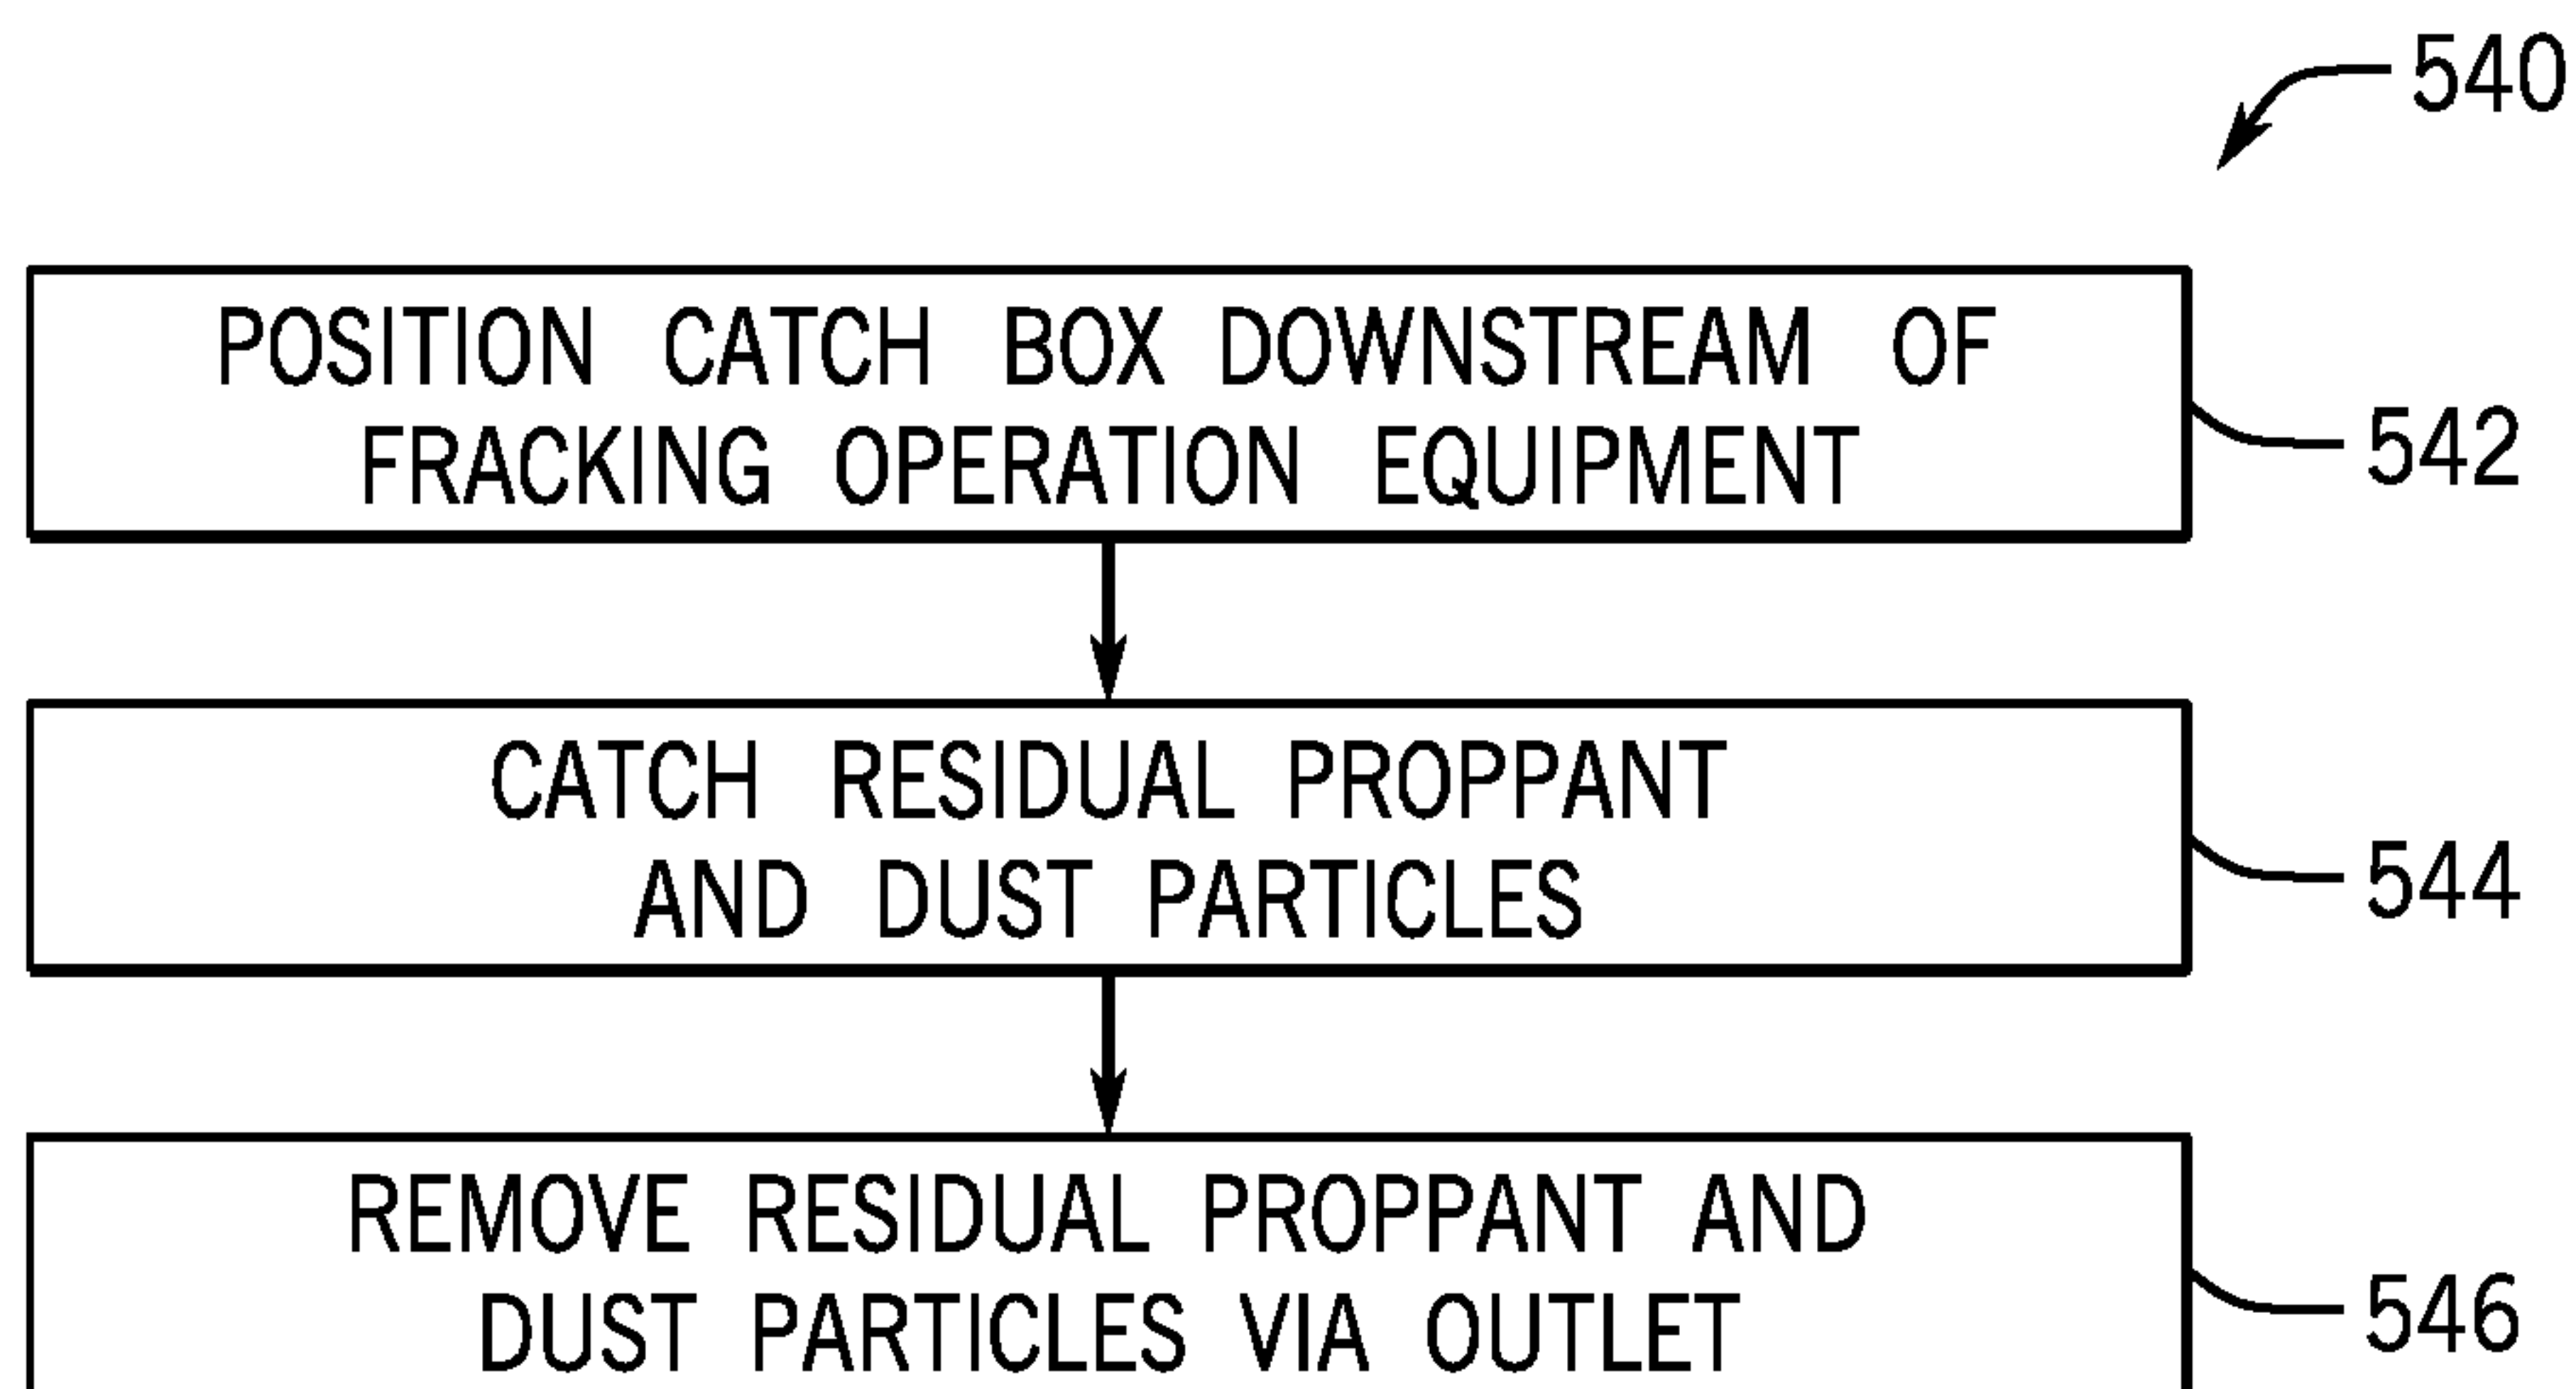 540
POSITION CATCH BOX DOWNSTREAM OF
FRACKING OPERATION EQUIPMENT
542
CATCH RESIDUAL PROPPANT
AND DUST PARTICLES
544
REMOVE RESIDUAL PROPPANT AND
DUST PARTICLES VIA OUTLET
546